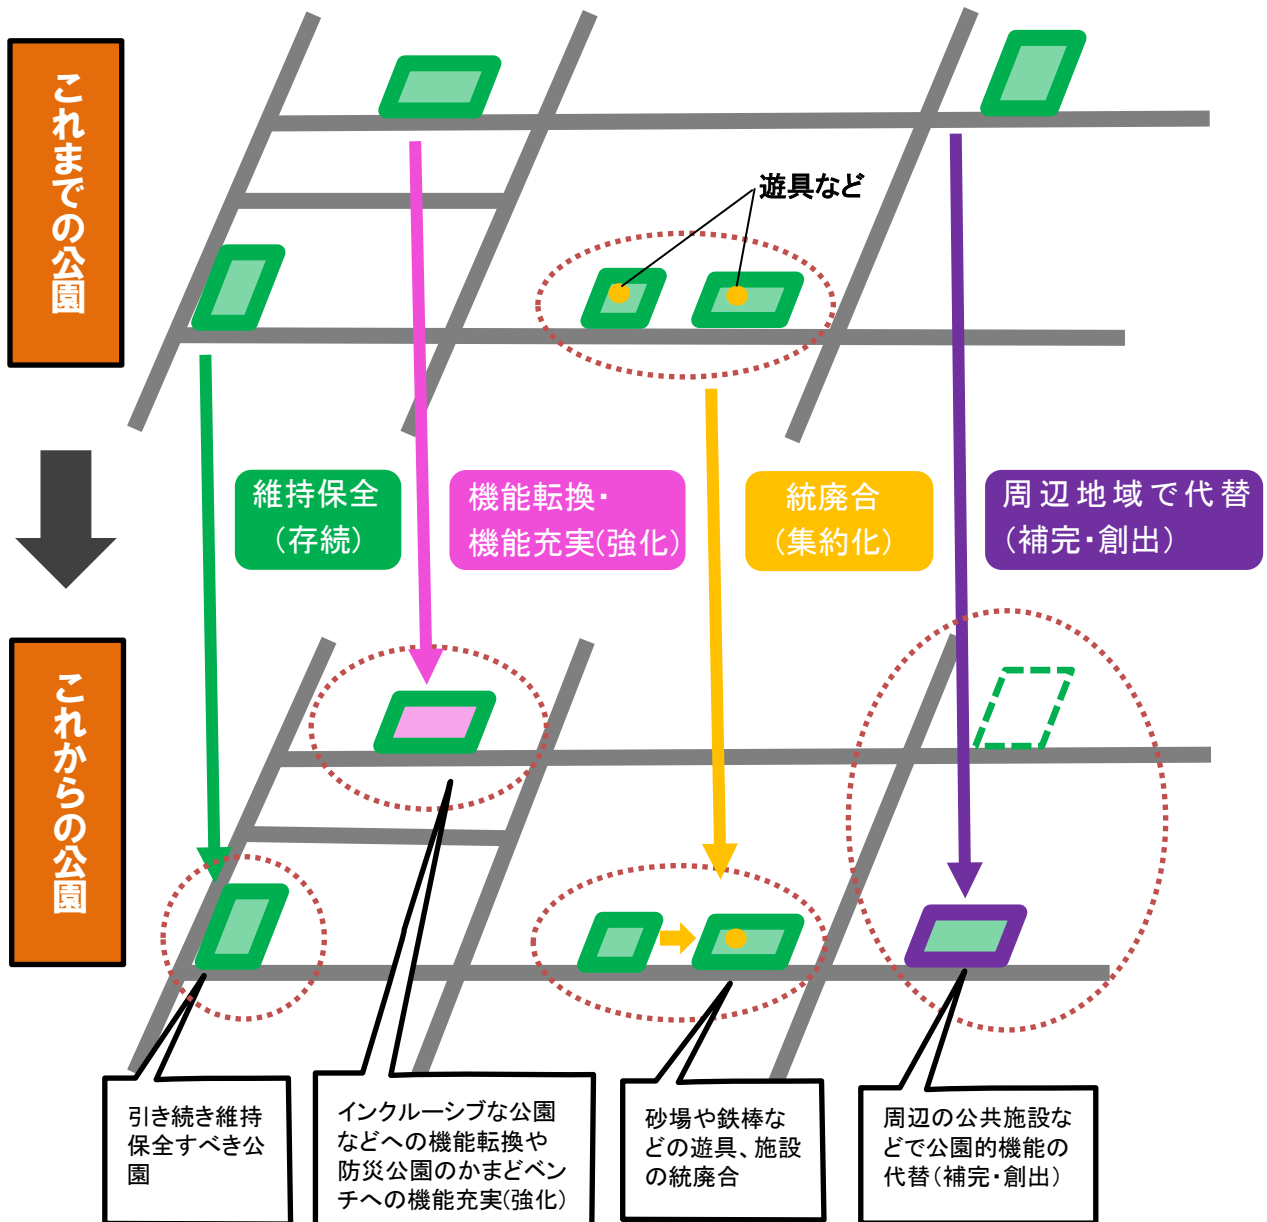 これまでの公園
遊具など
維持保全
(存続)
機能転換・
機能充実(強化)
統廃合
(集約化)
周辺地域で代替
(補完・創出)
これからの公園
引き続き維持
保全すべき公
園
インクルーシブな公園
などへの機能転換や
防災公園のかまどベン
チへの機能充実(強化)
砂場や鉄棒な
どの遊具、施設
の統廃合
周辺の公共施設な
どで公園的機能の
代替(補完・創出)